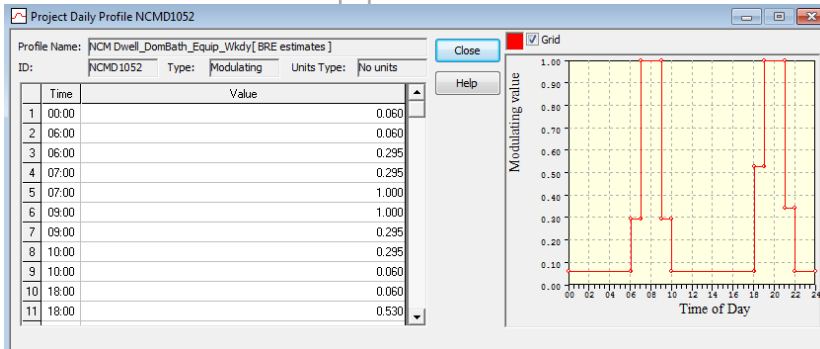 Project Daily Profile NCMD1052
Profile Name: NCM Dwell_DomBath_Equip_Wkdy[ BRE estimates ]
ID: NCMD1052 Type: Modulating Units Type: No units
Close
Help
Time Value
1 00:00 0.060
2 06:00 0.060
3 06:00 0.295
4 07:00 0.295
5 07:00 1.000
6 09:00 1.000
7 09:00 0.295
8 10:00 0.295
9 10:00 0.060
10 18:00 0.060
11 18:00 0.530
Grid
Modulating value
1.00
0.90
0.80
0.70
0.60
0.50
0.40
0.30
0.20
0.10
0.00
00 02 04 06 08 10 12 14 16 18 20 22 24
Time of Day